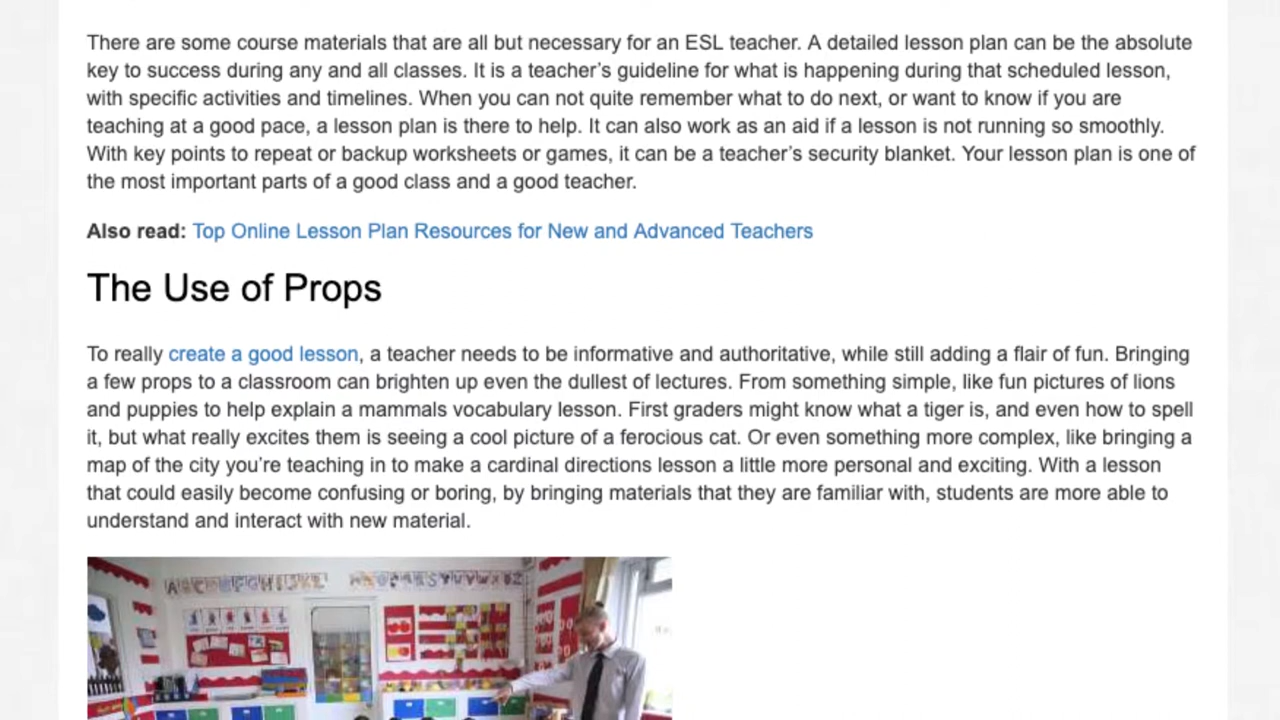 There are some course materials that are all but necessary for an ESL teacher. A detailed lesson plan can be the absolute
key to success during any and all classes. It is a teacher’s guideline for what is happening during that scheduled lesson,
with specific activities and timelines. When you can not quite remember what to do next, or want to know if you are
teaching at a good pace, a lesson plan is there to help. It can also work as an aid if a lesson is not running so smoothly.
With key points to repeat or backup worksheets or games, it can be a teacher’s security blanket. Your lesson plan is one of
the most important parts of a good class and a good teacher.
Also read: Top Online Lesson Plan Resources for New and Advanced Teachers
The Use of Props
To really create a good lesson, a teacher needs to be informative and authoritative, while still adding a flair of fun. Bringing
a few props to a classroom can brighten up even the dullest of lectures. From something simple, like fun pictures of lions
and puppies to help explain a mammals vocabulary lesson. First graders might know what a tiger is, and even how to spell
it, but what really excites them is seeing a cool picture of a ferocious cat. Or even something more complex, like bringing a
map of the city you’re teaching in to make a cardinal directions lesson a little more personal and exciting. With a lesson
that could easily become confusing or boring, by bringing materials that they are familiar with, students are more able to
understand and interact with new material.